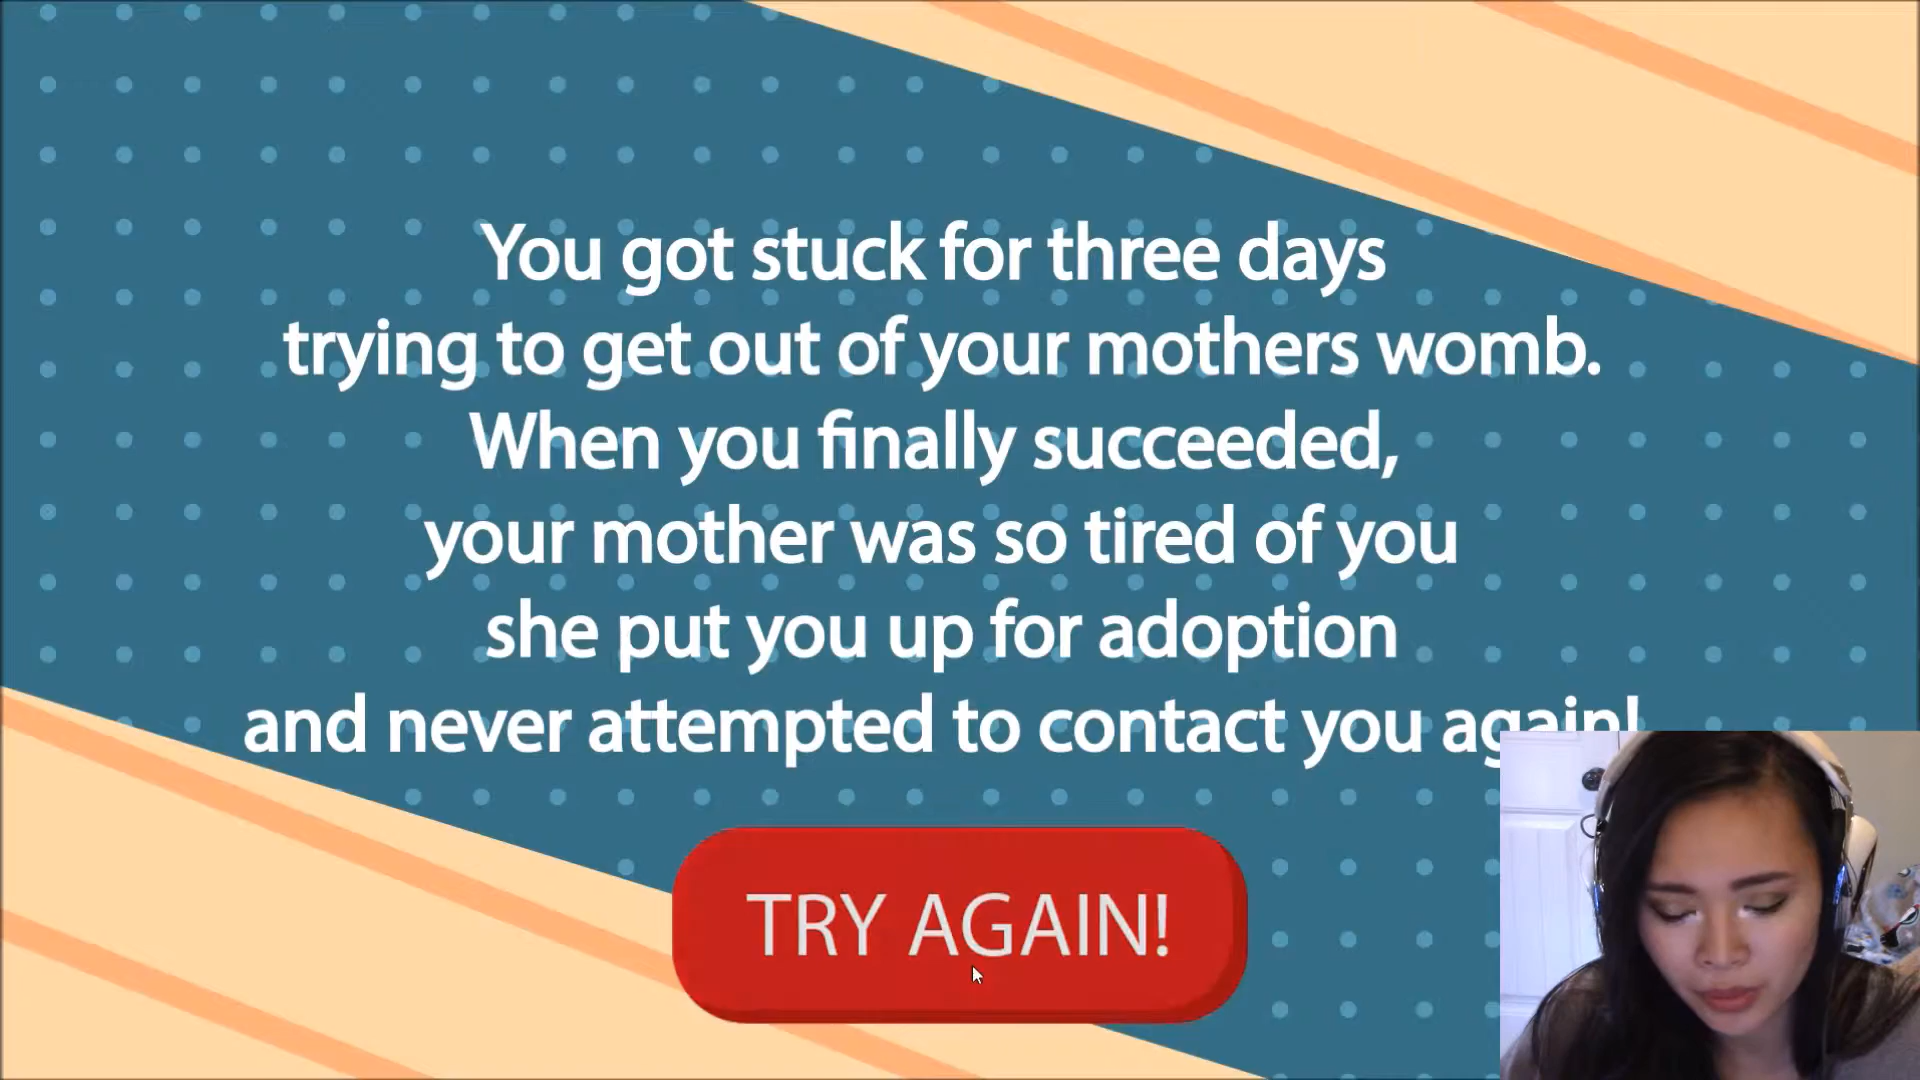 You got stuck for three days
trying to get out of your mothers womb.
When you finally succeeded,
your mother was so tired of you
she put you up for adoption
and never attempted to contact you again!
TRY AGAIN!